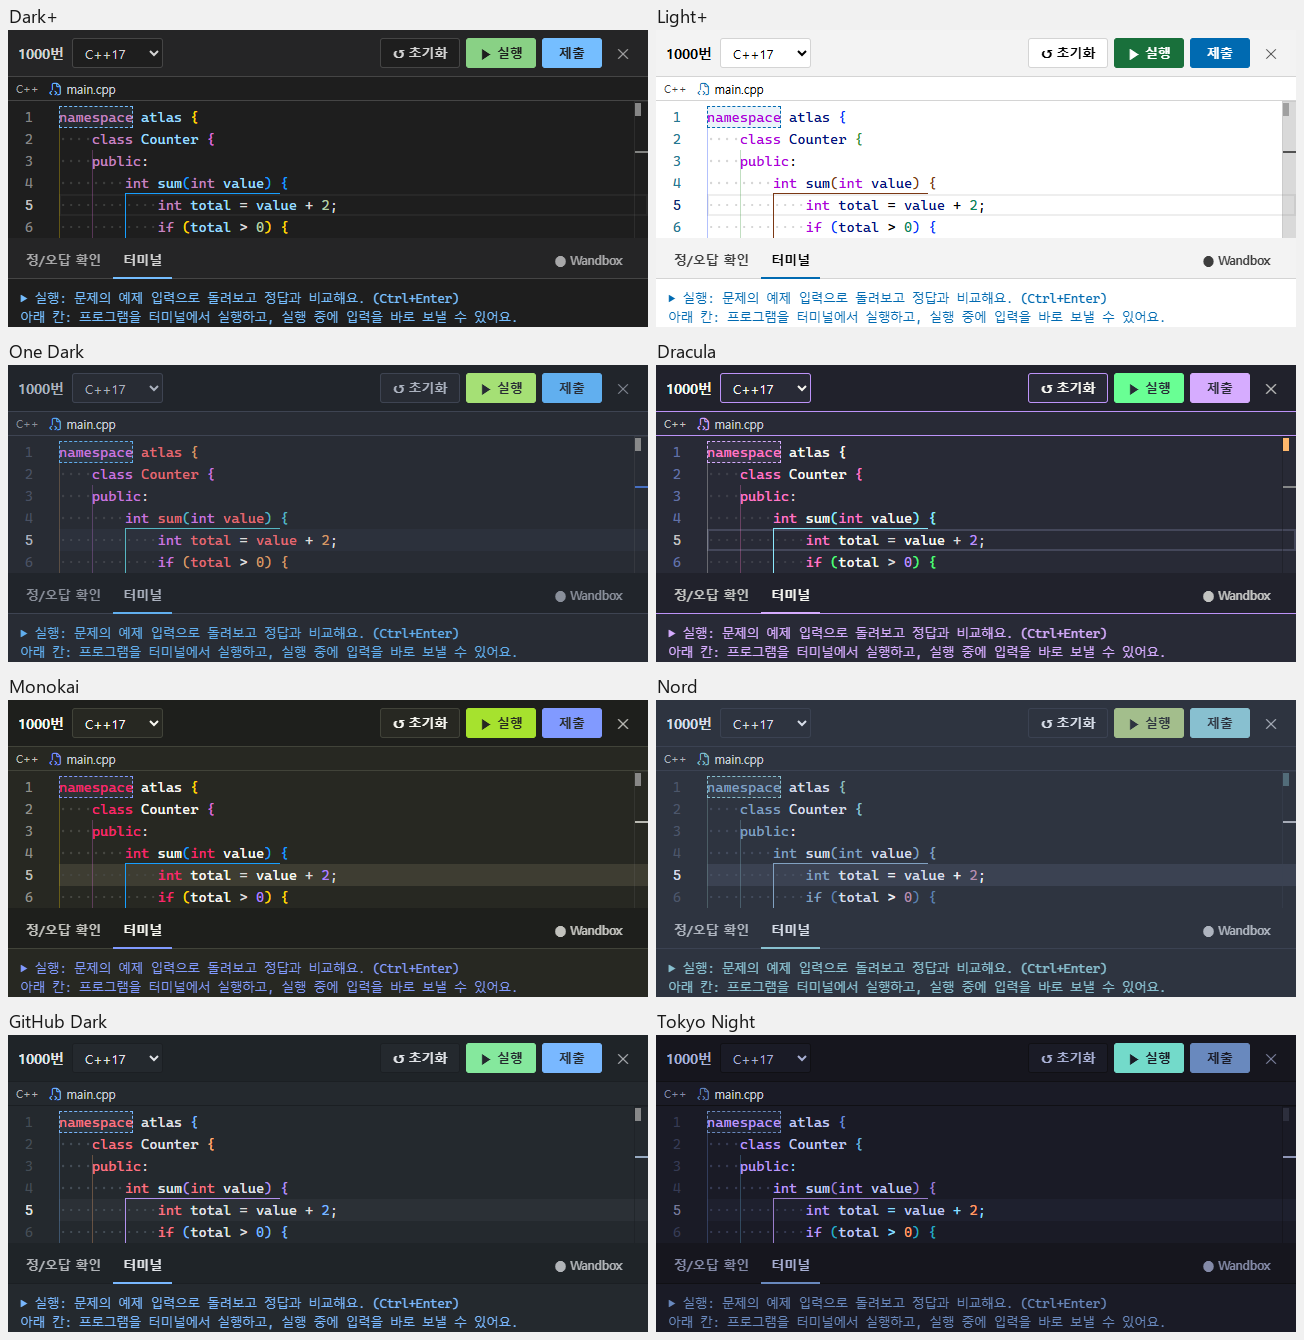 Dark+
1000번 C++17 ↺ 초기화 ▶ 실행 제출 ×
C++ main.cpp
1 namespace atlas {
2 ····class Counter {
3 ····public:
4 ········int sum(int value) {
5 ············int total = value + 2;
6 ············if (total > 0) {
정/오답 확인 터미널 ● Wandbox
▶ 실행: 문제의 예제 입력으로 돌려보고 정답과 비교해요. (Ctrl+Enter)
아래 칸: 프로그램을 터미널에서 실행하고, 실행 중에 입력을 바로 보낼 수 있어요.
Light+
1000번 C++17 ↺ 초기화 ▶ 실행 제출 ×
C++ main.cpp
1 namespace atlas {
2 ····class Counter {
3 ····public:
4 ········int sum(int value) {
5 ············int total = value + 2;
6 ············if (total > 0) {
정/오답 확인 터미널 ● Wandbox
▶ 실행: 문제의 예제 입력으로 돌려보고 정답과 비교해요. (Ctrl+Enter)
아래 칸: 프로그램을 터미널에서 실행하고, 실행 중에 입력을 바로 보낼 수 있어요.
One Dark
1000번 C++17 ↺ 초기화 ▶ 실행 제출 ×
C++ main.cpp
1 namespace atlas {
2 ····class Counter {
3 ····public:
4 ········int sum(int value) {
5 ············int total = value + 2;
6 ············if (total > 0) {
정/오답 확인 터미널 ● Wandbox
▶ 실행: 문제의 예제 입력으로 돌려보고 정답과 비교해요. (Ctrl+Enter)
아래 칸: 프로그램을 터미널에서 실행하고, 실행 중에 입력을 바로 보낼 수 있어요.
Dracula
1000번 C++17 ↺ 초기화 ▶ 실행 제출 ×
C++ main.cpp
1 namespace atlas {
2 ····class Counter {
3 ····public:
4 ········int sum(int value) {
5 ············int total = value + 2;
6 ············if (total > 0) {
정/오답 확인 터미널 ● Wandbox
▶ 실행: 문제의 예제 입력으로 돌려보고 정답과 비교해요. (Ctrl+Enter)
아래 칸: 프로그램을 터미널에서 실행하고, 실행 중에 입력을 바로 보낼 수 있어요.
Monokai
1000번 C++17 ↺ 초기화 ▶ 실행 제출 ×
C++ main.cpp
1 namespace atlas {
2 ····class Counter {
3 ····public:
4 ········int sum(int value) {
5 ············int total = value + 2;
6 ············if (total > 0) {
정/오답 확인 터미널 ● Wandbox
▶ 실행: 문제의 예제 입력으로 돌려보고 정답과 비교해요. (Ctrl+Enter)
아래 칸: 프로그램을 터미널에서 실행하고, 실행 중에 입력을 바로 보낼 수 있어요.
Nord
1000번 C++17 ↺ 초기화 ▶ 실행 제출 ×
C++ main.cpp
1 namespace atlas {
2 ····class Counter {
3 ····public:
4 ········int sum(int value) {
5 ············int total = value + 2;
6 ············if (total > 0) {
정/오답 확인 터미널 ● Wandbox
▶ 실행: 문제의 예제 입력으로 돌려보고 정답과 비교해요. (Ctrl+Enter)
아래 칸: 프로그램을 터미널에서 실행하고, 실행 중에 입력을 바로 보낼 수 있어요.
GitHub Dark
1000번 C++17 ↺ 초기화 ▶ 실행 제출 ×
C++ main.cpp
1 namespace atlas {
2 ····class Counter {
3 ····public:
4 ········int sum(int value) {
5 ············int total = value + 2;
6 ············if (total > 0) {
정/오답 확인 터미널 ● Wandbox
▶ 실행: 문제의 예제 입력으로 돌려보고 정답과 비교해요. (Ctrl+Enter)
아래 칸: 프로그램을 터미널에서 실행하고, 실행 중에 입력을 바로 보낼 수 있어요.
Tokyo Night
1000번 C++17 ↺ 초기화 ▶ 실행 제출 ×
C++ main.cpp
1 namespace atlas {
2 ····class Counter {
3 ····public:
4 ········int sum(int value) {
5 ············int total = value + 2;
6 ············if (total > 0) {
정/오답 확인 터미널 ● Wandbox
▶ 실행: 문제의 예제 입력으로 돌려보고 정답과 비교해요. (Ctrl+Enter)
아래 칸: 프로그램을 터미널에서 실행하고, 실행 중에 입력을 바로 보낼 수 있어요.